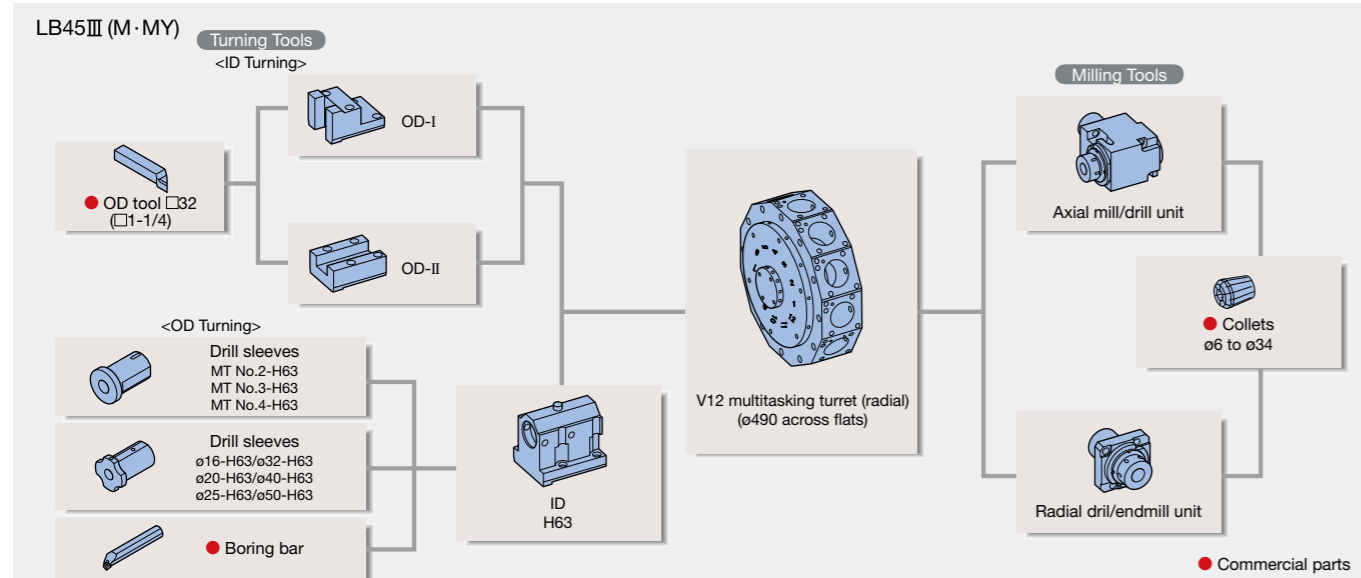 LB45Ⅲ (M·MY)
Turning Tools
<ID Turning>
OD-I
● OD tool □32
(□1-1/4)
OD-II
<OD Turning>
Drill sleeves
MT No.2-H63
MT No.3-H63
MT No.4-H63
Drill sleeves
ø16-H63/ø32-H63
ø20-H63/ø40-H63
ø25-H63/ø50-H63
● Boring bar
ID
H63
V12 multitasking turret (radial)
(ø490 across flats)
Milling Tools
Axial mill/drill unit
● Collets
ø6 to ø34
Radial dril/endmill unit
● Commercial parts